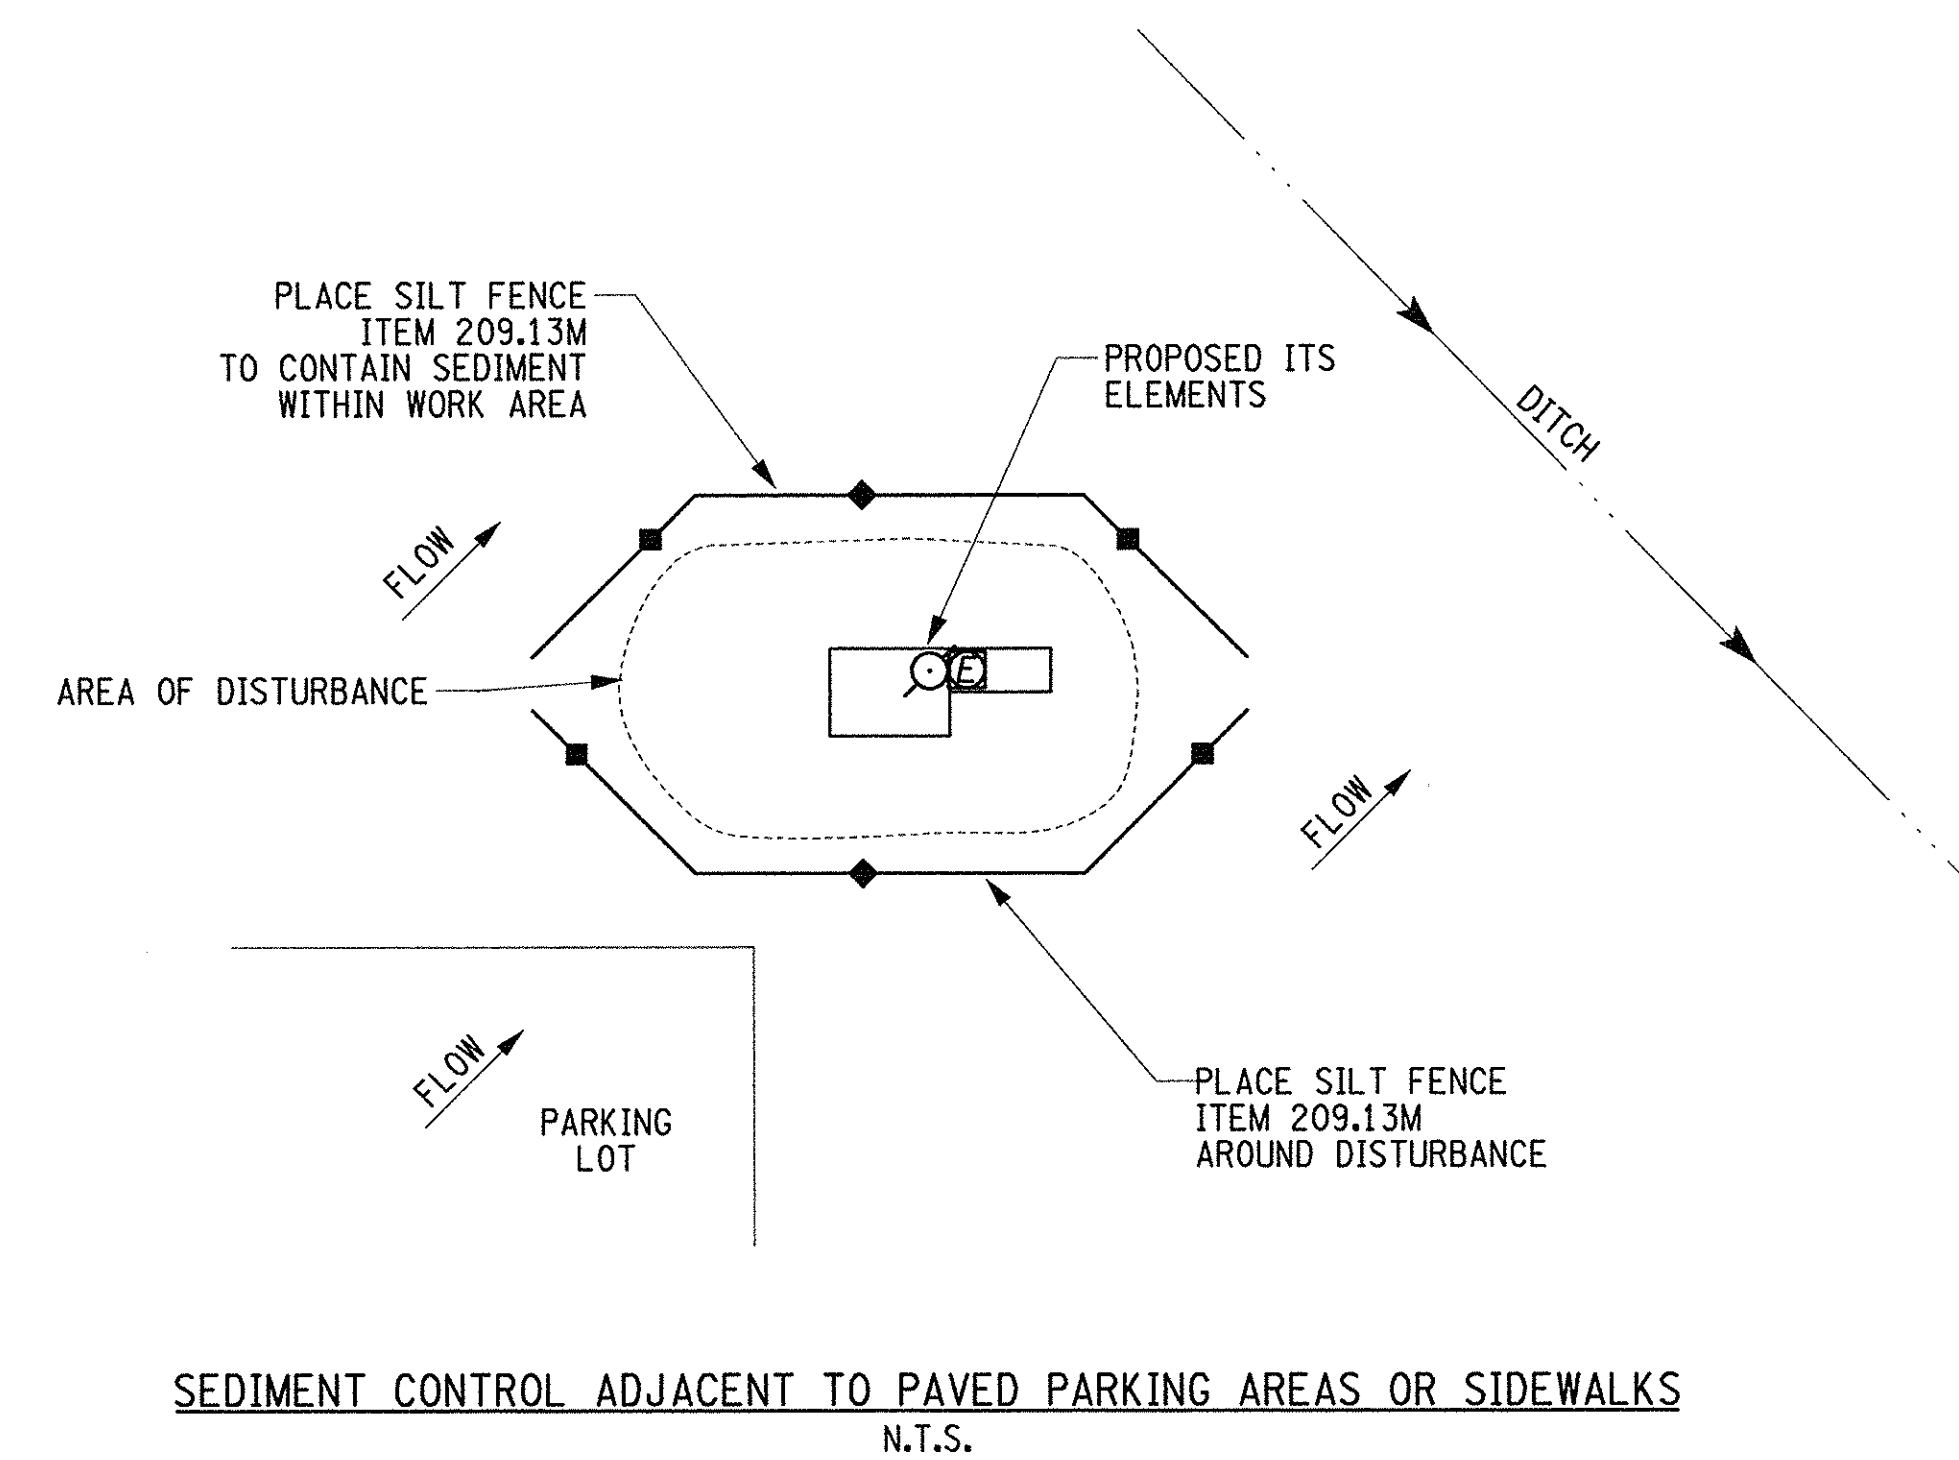 PLACE SILT FENCE
ITEM 209.13M
TO CONTAIN SEDIMENT
WITHIN WORK AREA
PROPOSED ITS
ELEMENTS
DITCH
FLOW
AREA OF DISTURBANCE
E
FLOW
FLOW
PARKING
LOT
PLACE SILT FENCE
ITEM 209.13M
AROUND DISTURBANCE
SEDIMENT CONTROL ADJACENT TO PAVED PARKING AREAS OR SIDEWALKS
N.T.S.